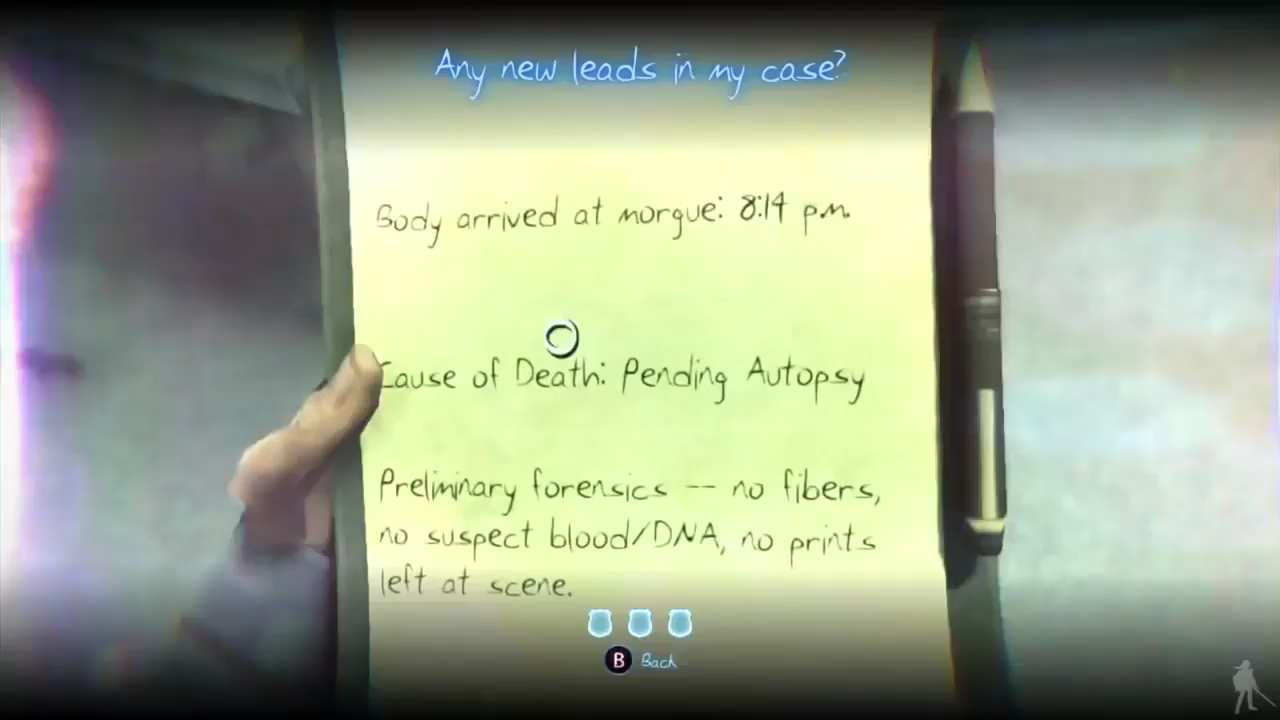 Any new leads in my case?
Body arrived at morgue: 8:14 p.m.
Cause of Death: Pending Autopsy
Preliminary forensics -- no fibers,
no suspect blood/DNA, no prints
left at scene.
B Back